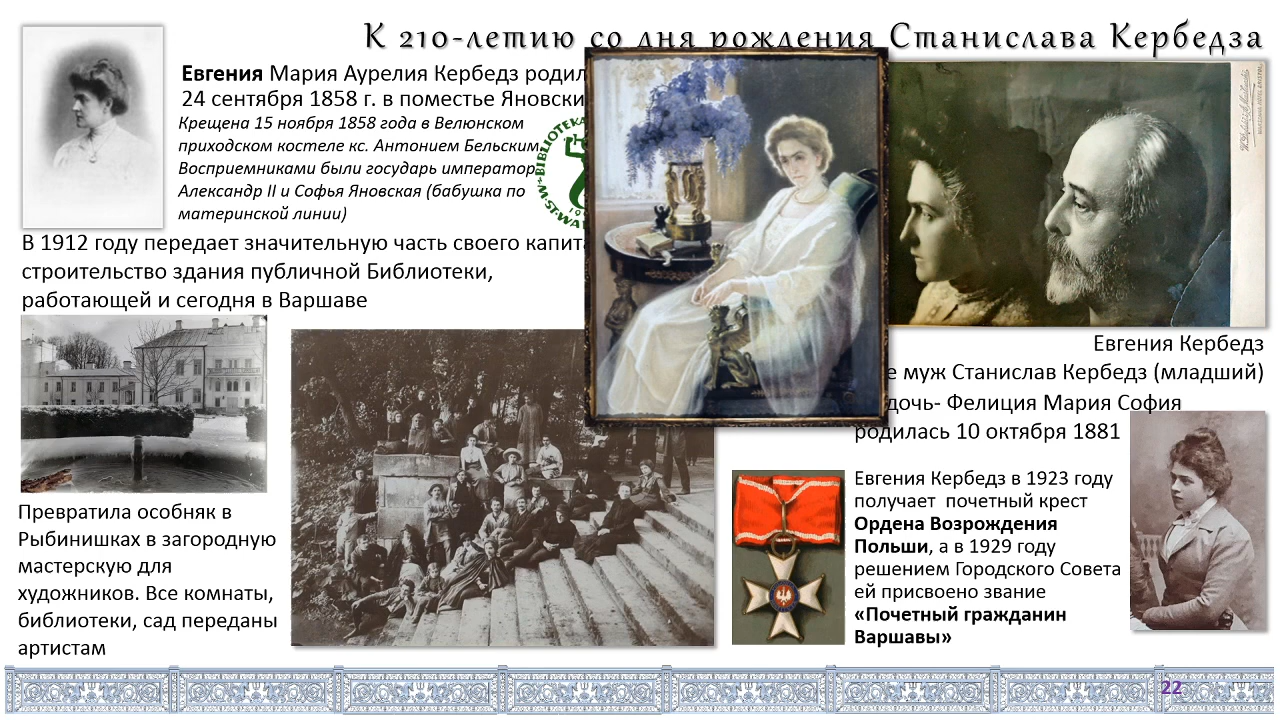 К 210-летию со дня рождения Станислава Кербедза
Евгения Мария Аурелия Кербедз родил
24 сентября 1858 г. в поместье Яновски
Крещена 15 ноября 1858 года в Велюнском
приходском костеле кс. Антонием Бельским.
Восприемниками были государь император
Александр II и Софья Яновская (бабушка по
материнской линии)
BIBLIOTEKA
M·ST·WA
В 1912 году передает значительную часть своего капит
строительство здания публичной Библиотеки,
работающей и сегодня в Варшаве
Евгения Кербедз
е муж Станислав Кербедз (младший)
дочь- Фелиция Мария София
родилась 10 октября 1881
Евгения Кербедз в 1923 году
получает почетный крест
Ордена Возрождения
Польши, а в 1929 году
решением Городского Совета
ей присвоено звание
«Почетный гражданин
Варшавы»
Превратила особняк в
Рыбинишках в загородную
мастерскую для
художников. Все комнаты,
библиотеки, сад переданы
артистам
22